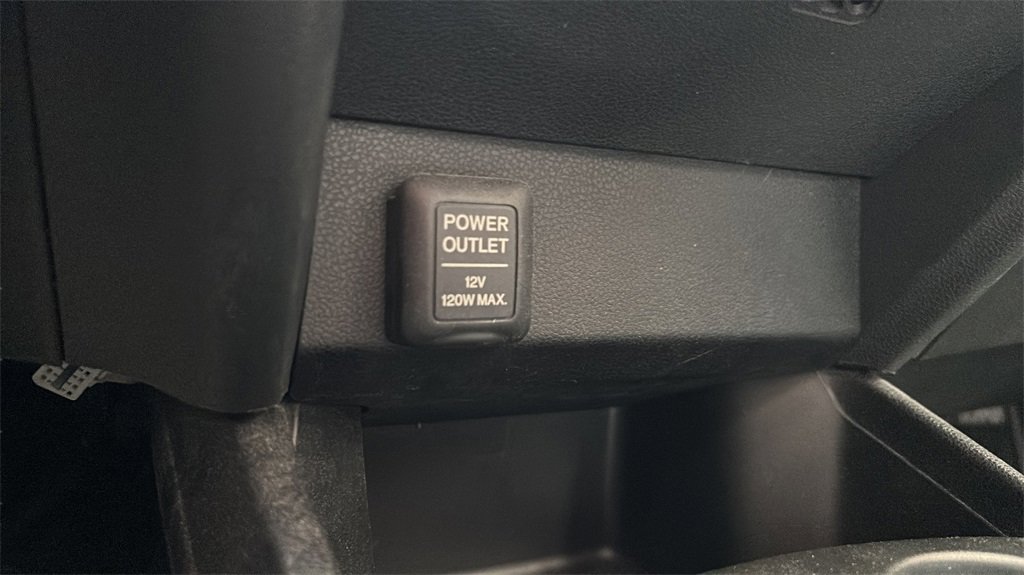 POWER
OUTLET
12V
120W MAX.